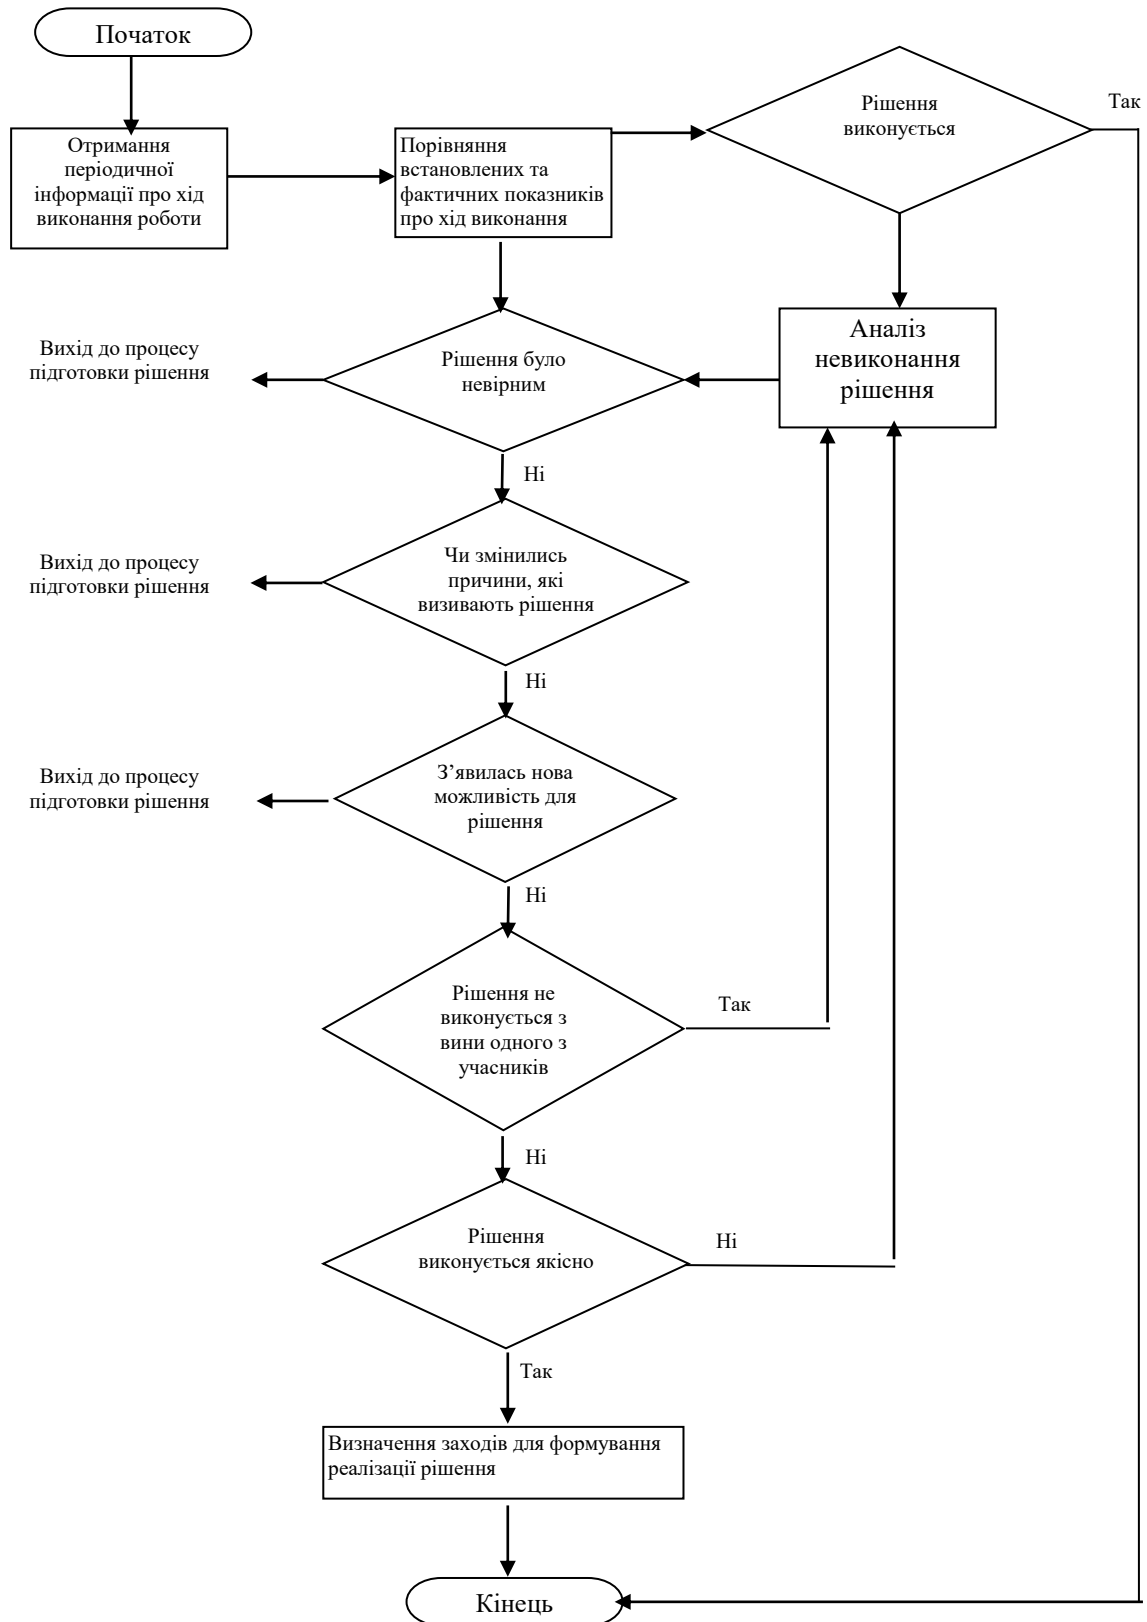 Початок
Рішення
виконується
Так
Отримання
періодичної
інформації про хід
виконання роботи
Порівняння
встановлених та
фактичних показників
про хід виконання
Аналіз
невиконання
рішення
Вихід до процесу
підготовки рішення
Рішення було
невірним
Ні
Вихід до процесу
підготовки рішення
Чи змінились
причини, які
визивають рішення
Ні
Вихід до процесу
підготовки рішення
З’явилась нова
можливість для
рішення
Ні
Рішення не
виконується з
вини одного з
учасників
Так
Ні
Рішення
виконується якісно
Ні
Так
Визначення заходів для формування
реалізації рішення
Кінець